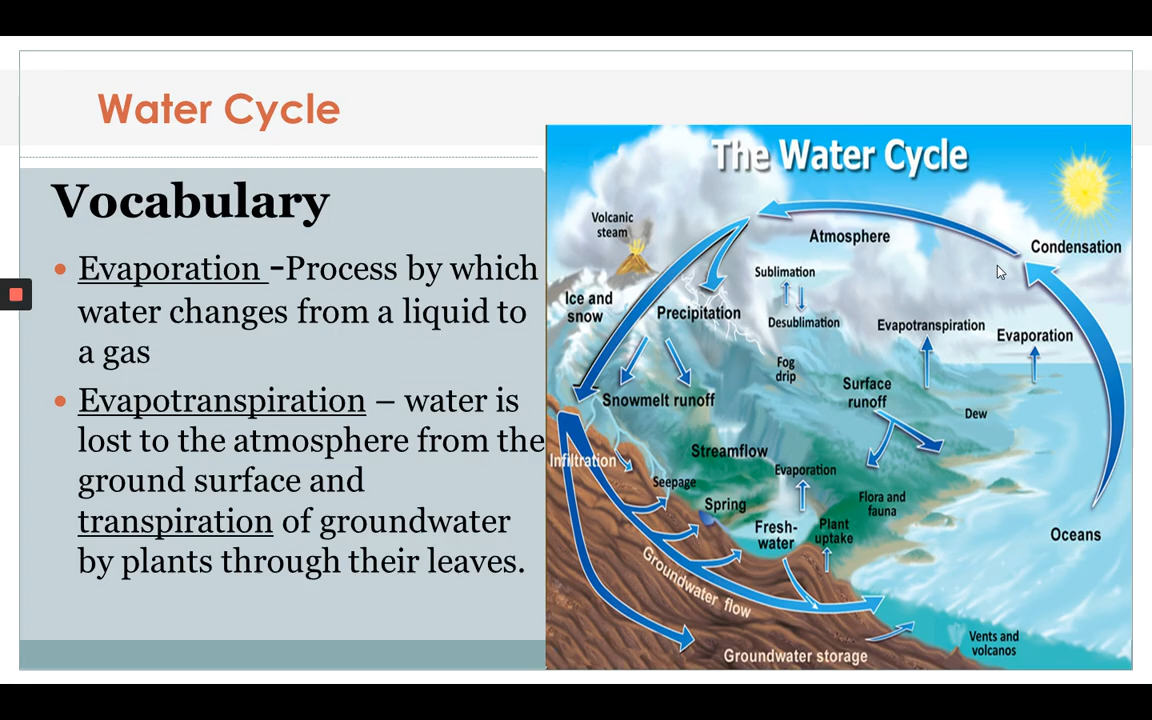 Water Cycle
Vocabulary
• Evaporation -Process by which
water changes from a liquid to
a gas
• Evapotranspiration – water is
lost to the atmosphere from the
ground surface and
transpiration of groundwater
by plants through their leaves.
The Water Cycle
Volcanic
steam
Atmosphere
Condensation
Sublimation
Ice and
snow
Precipitation
Desublimation
Evapotranspiration
Evaporation
Fog
drip
Snowmelt runoff
Surface
runoff
Dew
Streamflow
Infiltration
Evaporation
Seepage
Spring
Flora and
fauna
Fresh-
water
Plant
uptake
Oceans
Groundwater flow
Vents and
volcanos
Groundwater storage